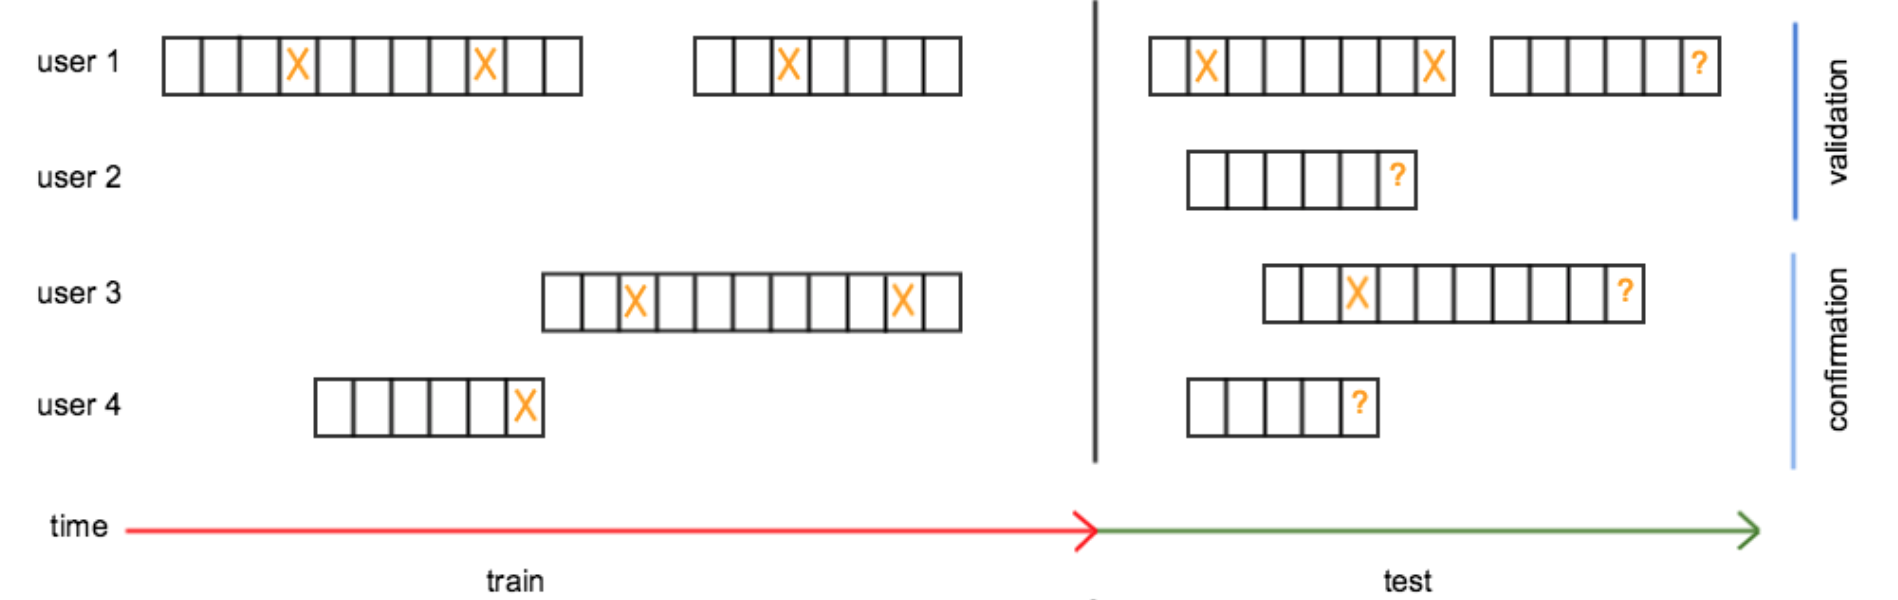 user 1
X
X
X
X
X
?
user 2
?
user 3
X
X
X
?
user 4
X
?
validation
confirmation
time
train
test